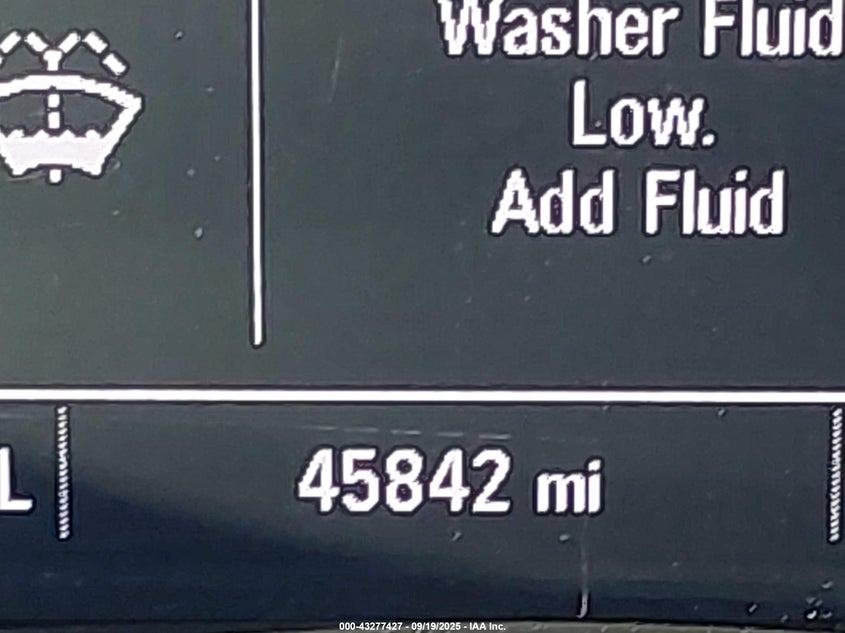 Washer Fluid
Low.
Add Fluid
L
45842 mi
000-43277427 - 09/19/2025 - IAA Inc.